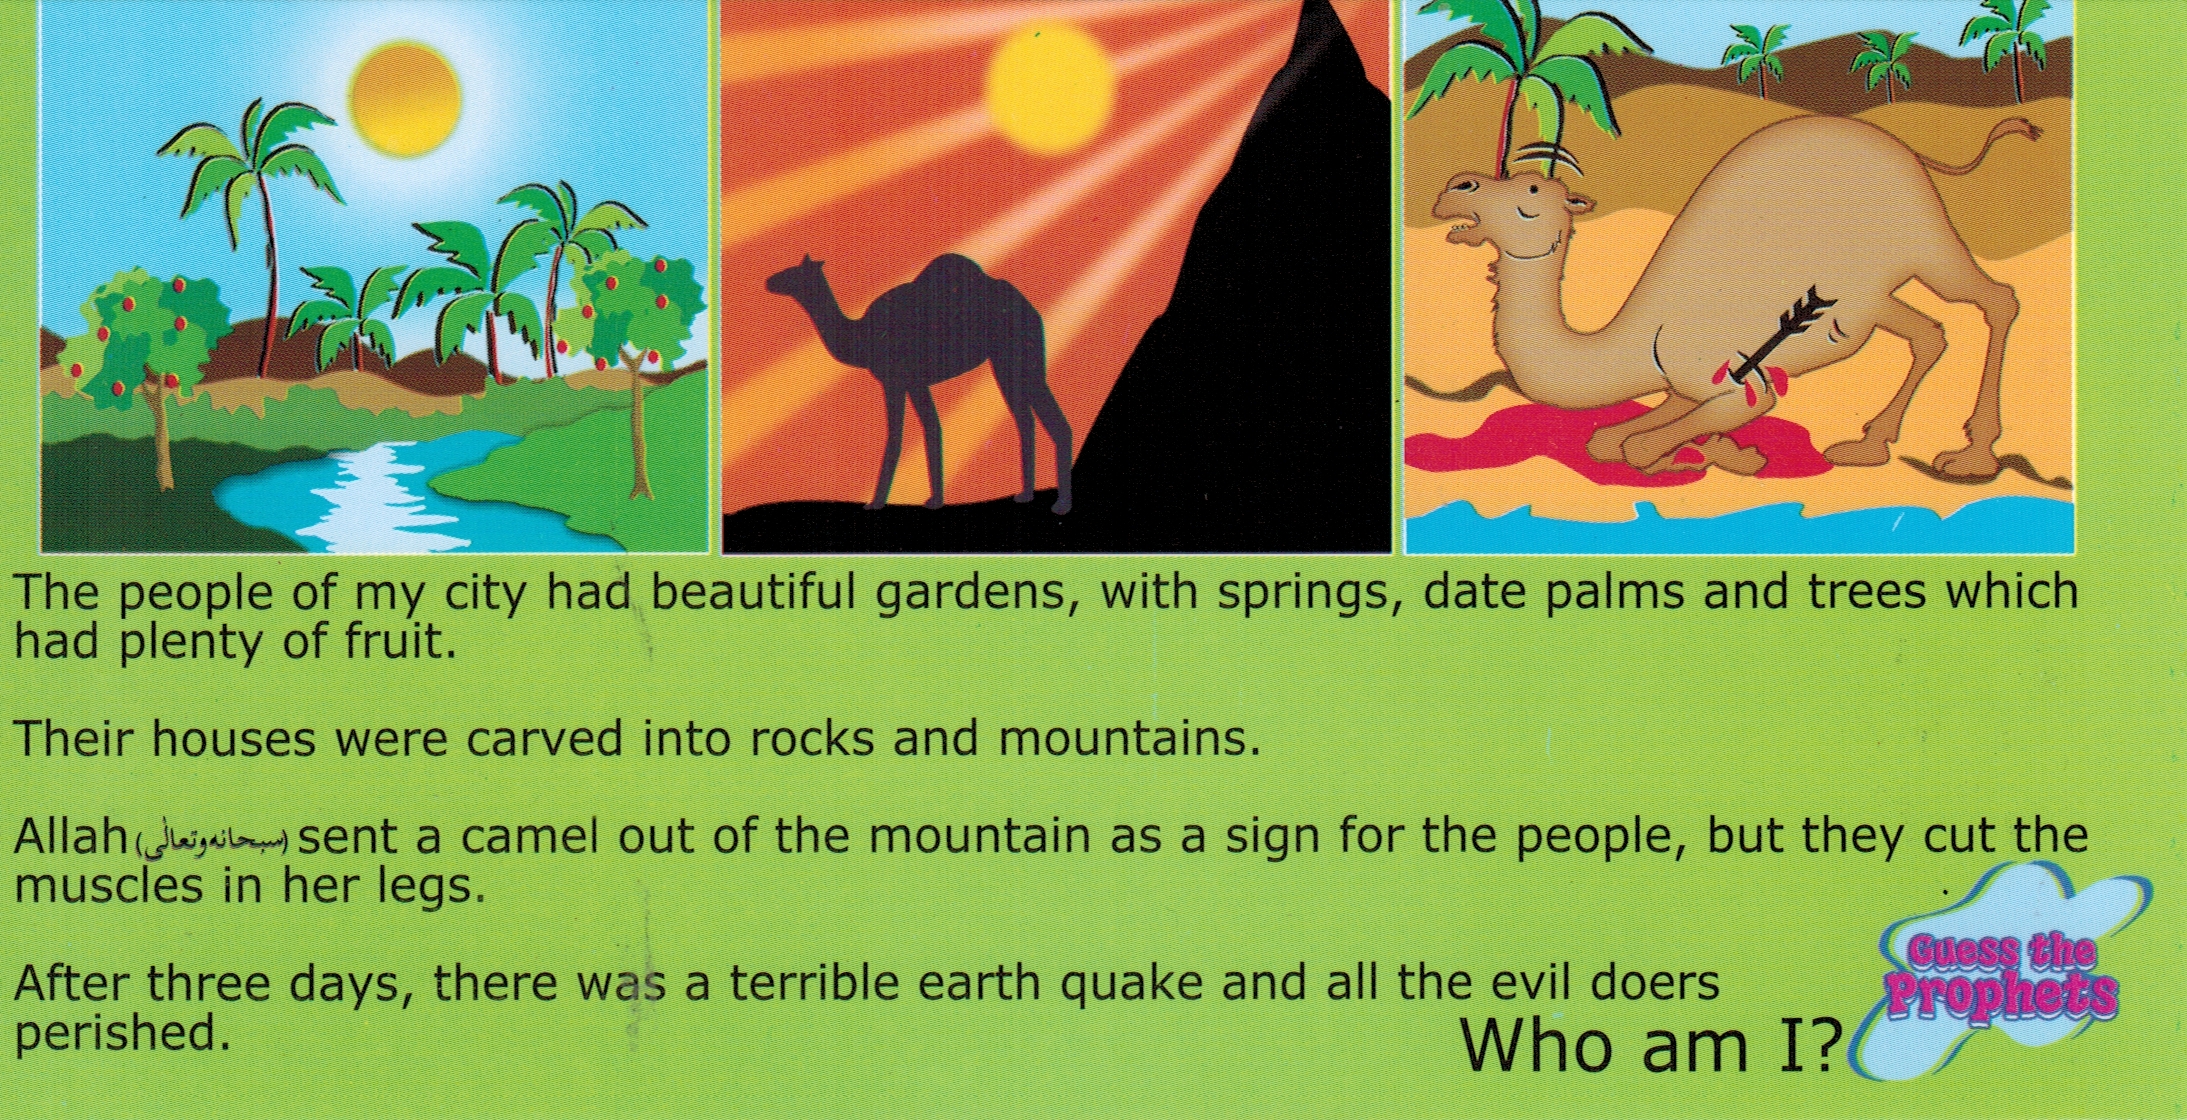 The people of my city had beautiful gardens, with springs, date palms and trees which
had plenty of fruit.
Their houses were carved into rocks and mountains.
Allah (سبحانه وتعالى) sent a camel out of the mountain as a sign for the people, but they cut the
muscles in her legs.
After three days, there was a terrible earth quake and all the evil doers
perished.
Who am I?
Guess the
Prophets